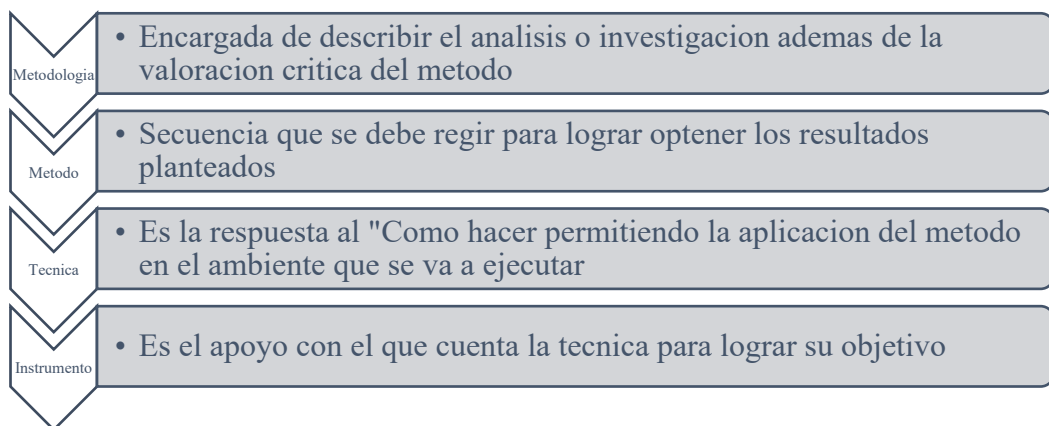 Metodologia
• Encargada de describir el analisis o investigacion ademas de la
valoracion critica del metodo
Metodo
• Secuencia que se debe regir para lograr optener los resultados
planteados
Tecnica
• Es la respuesta al "Como hacer permitiendo la aplicacion del metodo
en el ambiente que se va a ejecutar
Instrumento
• Es el apoyo con el que cuenta la tecnica para lograr su objetivo